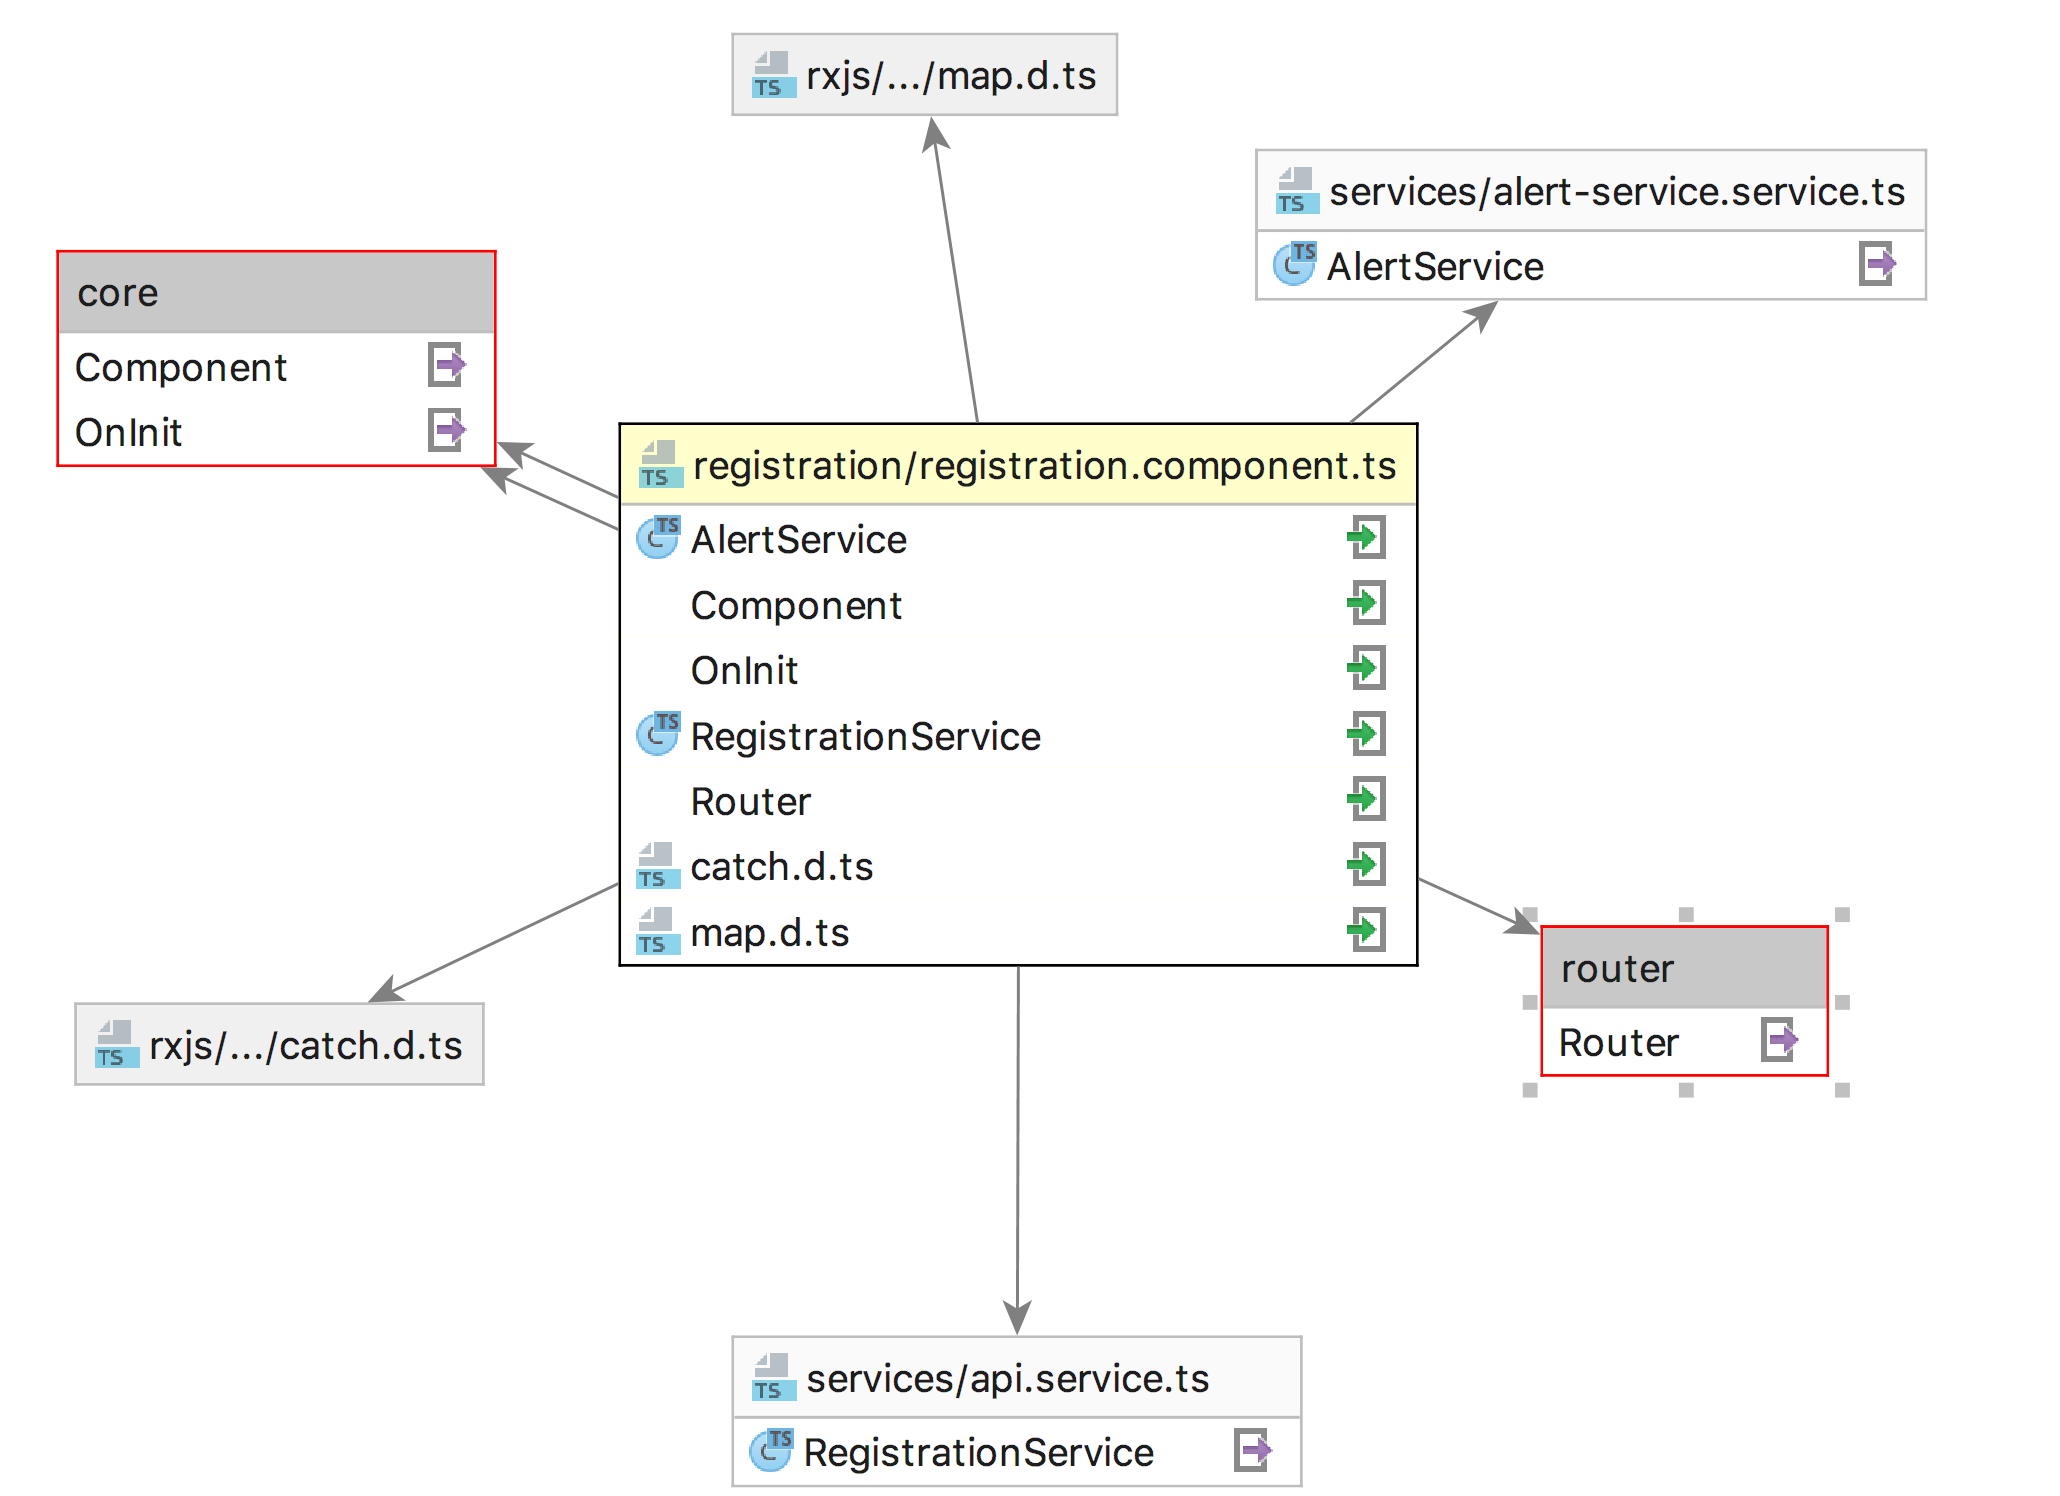 TS rxjs/.../map.d.ts
TS services/alert-service.service.ts
C TS AlertService
core
Component
OnInit
TS registration/registration.component.ts
C TS AlertService
Component
OnInit
C TS RegistrationService
Router
TS catch.d.ts
TS map.d.ts
TS rxjs/.../catch.d.ts
router
Router
TS services/api.service.ts
C TS RegistrationService